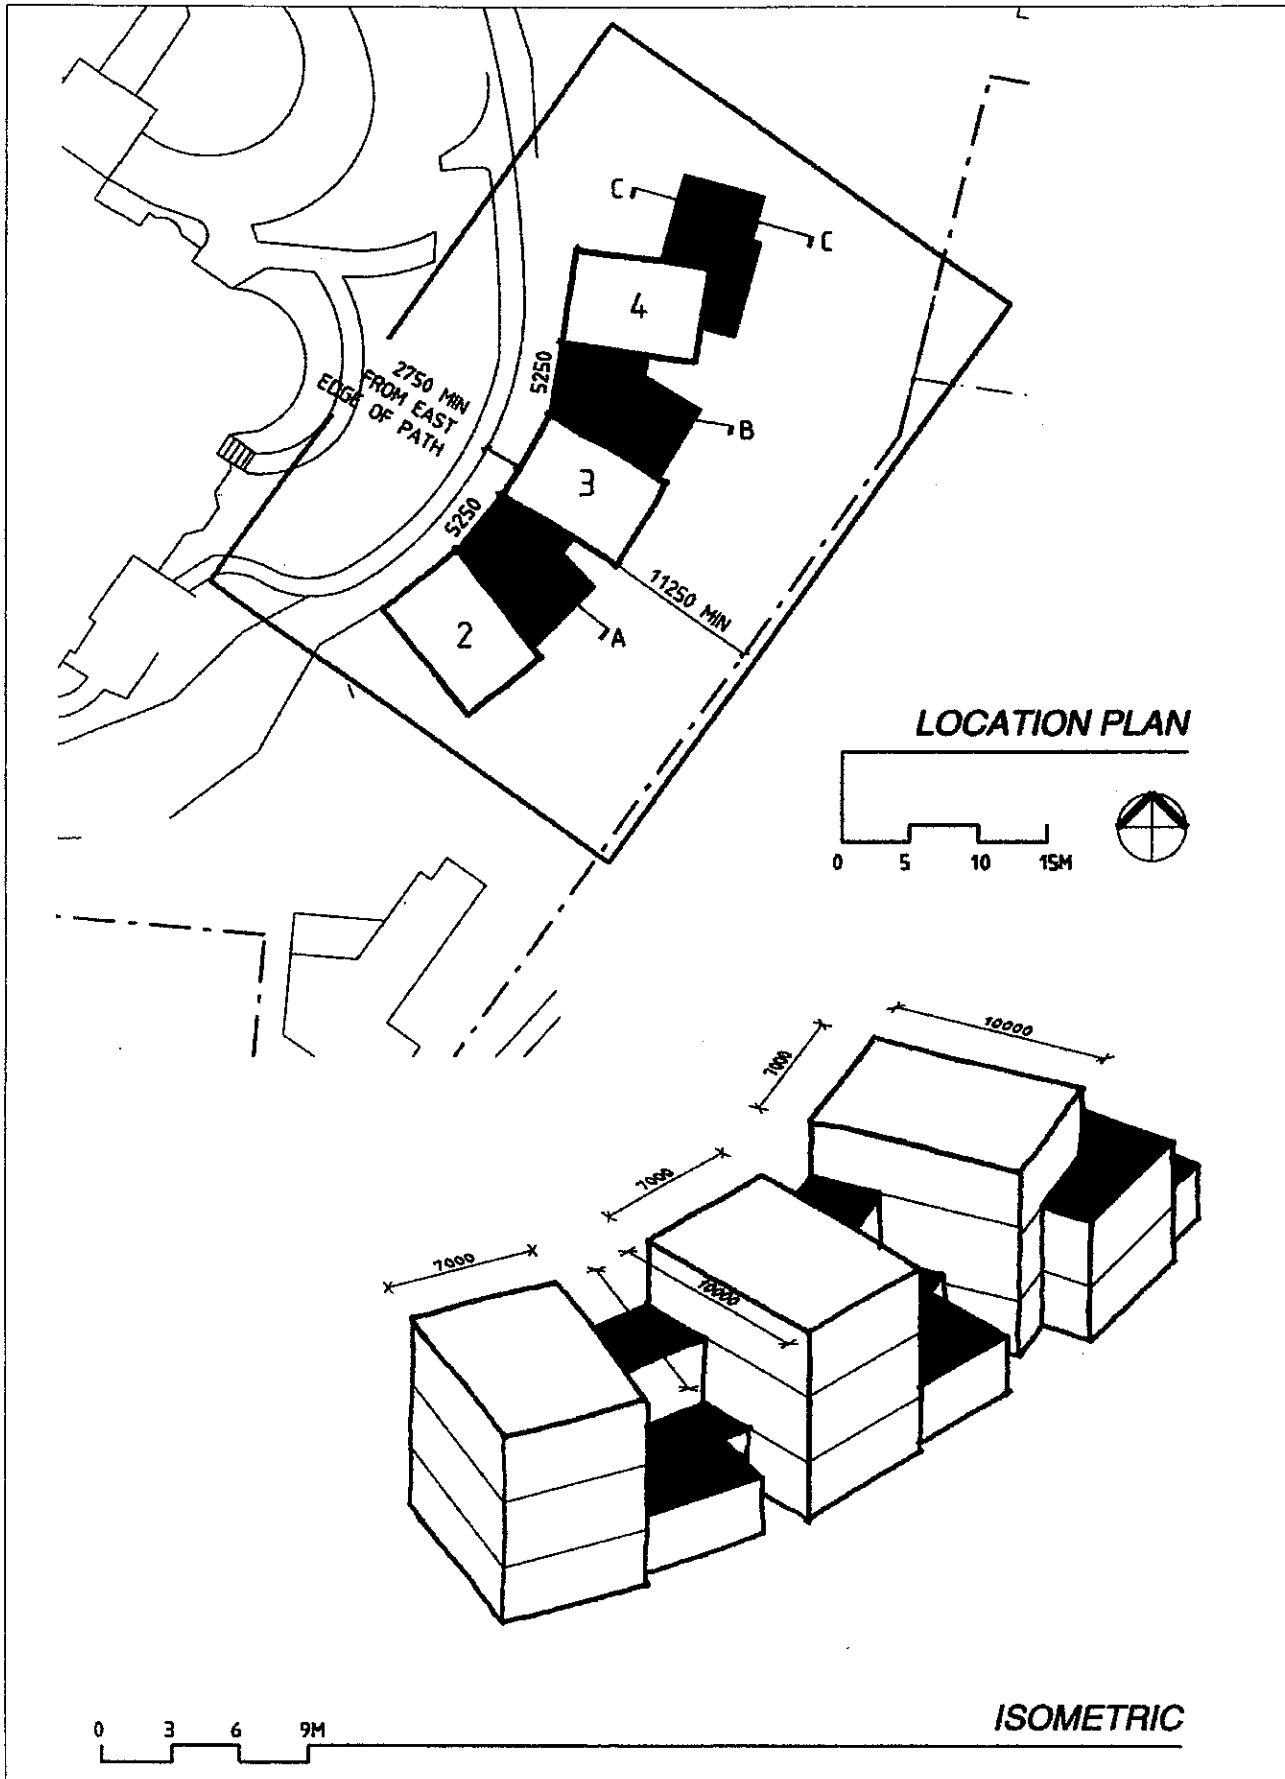 C
C
4
2750 MIN
FROM EAST
EDGE OF PATH
5250
B
3
5250
11250 MIN
A
2
LOCATION PLAN
0 5 10 15M
10000
7000
7000
7000
10000
ISOMETRIC
0 3 6 9M